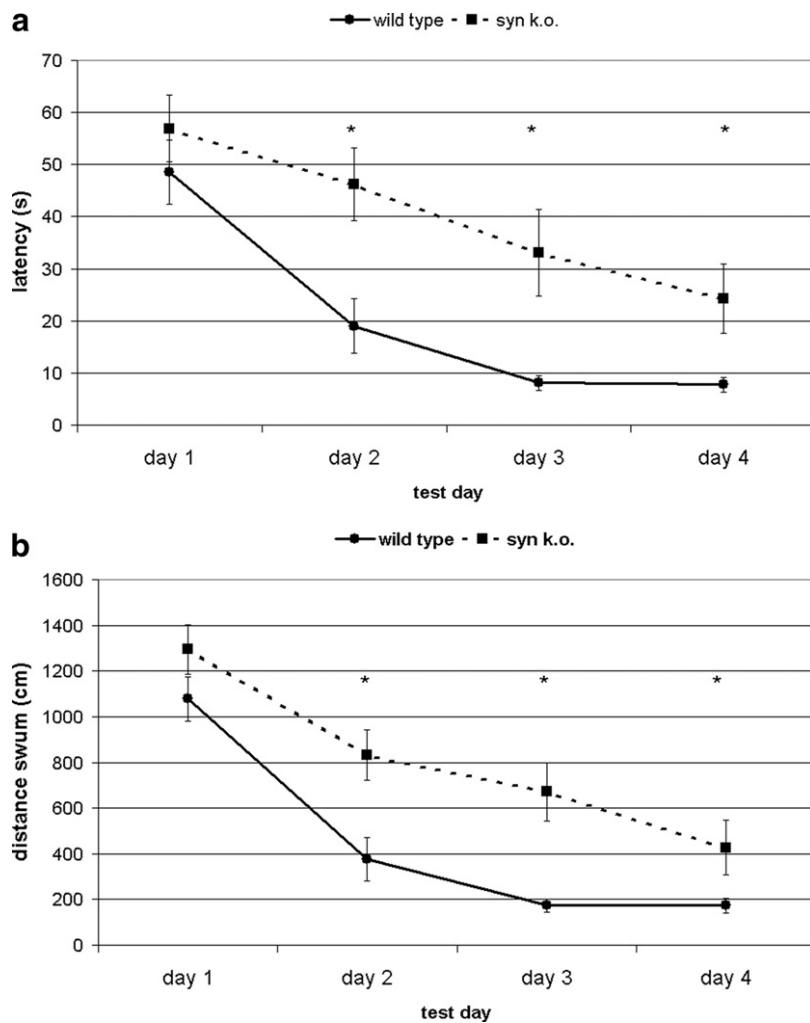 a
wild type syn k.o.
70
60
50
40
30
20
10
0
latency (s)
* * *
day 1 day 2 day 3 day 4
test day
b
wild type syn k.o.
1600
1400
1200
1000
800
600
400
200
0
distance swum (cm)
* * *
day 1 day 2 day 3 day 4
test day